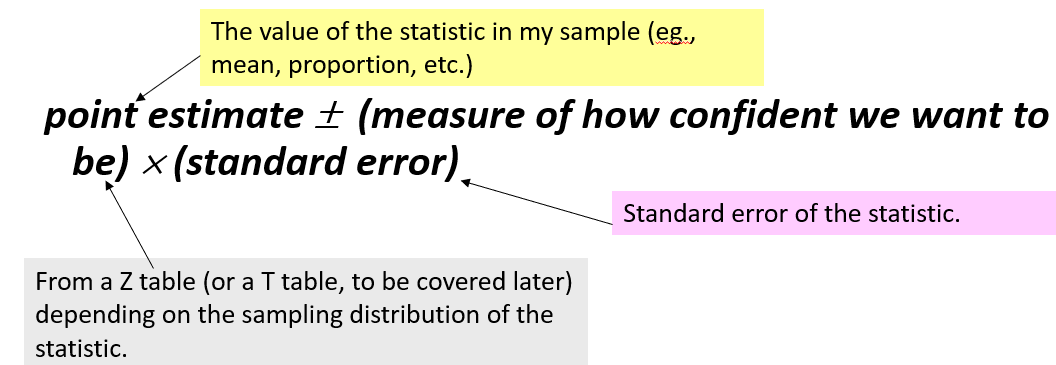 The value of the statistic in my sample (eg.,
mean, proportion, etc.)
point estimate ± (measure of how confident we want to
be) × (standard error)
Standard error of the statistic.
From a Z table (or a T table, to be covered later)
depending on the sampling distribution of the
statistic.